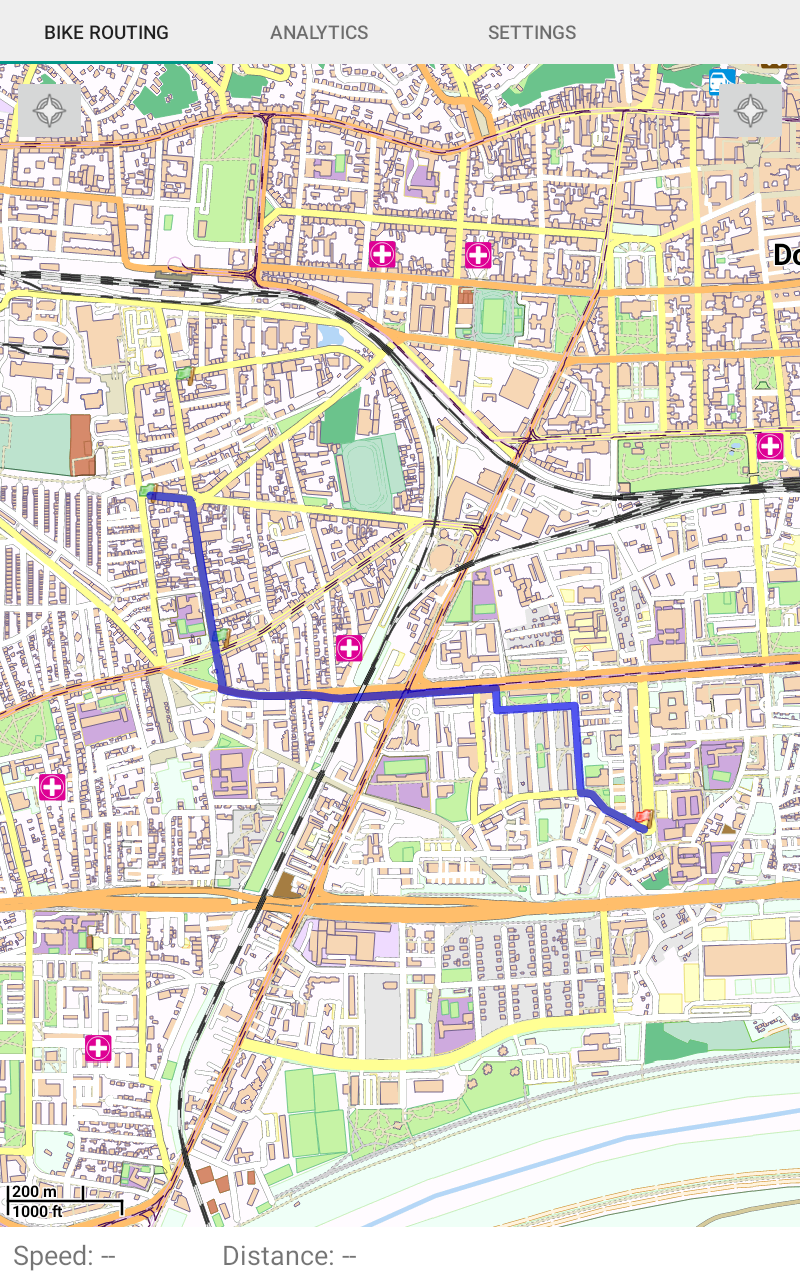 BIKE ROUTING ANALYTICS SETTINGS
Do
200 m
1000 ft
Speed: -- Distance: --